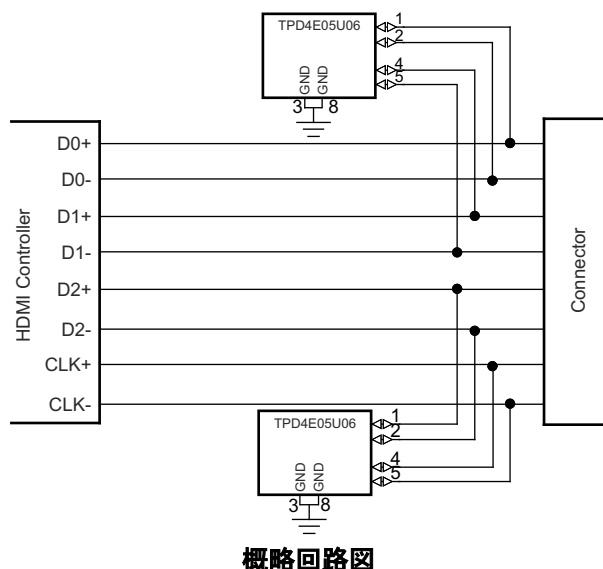 TPD4E05U06
1
2
4
5
GND
GND
3 8
HDMI Controller
D0+
D0-
D1+
D1-
D2+
D2-
CLK+
CLK-
Connector
TPD4E05U06
1
2
4
5
GND
GND
3 8
概略回路図